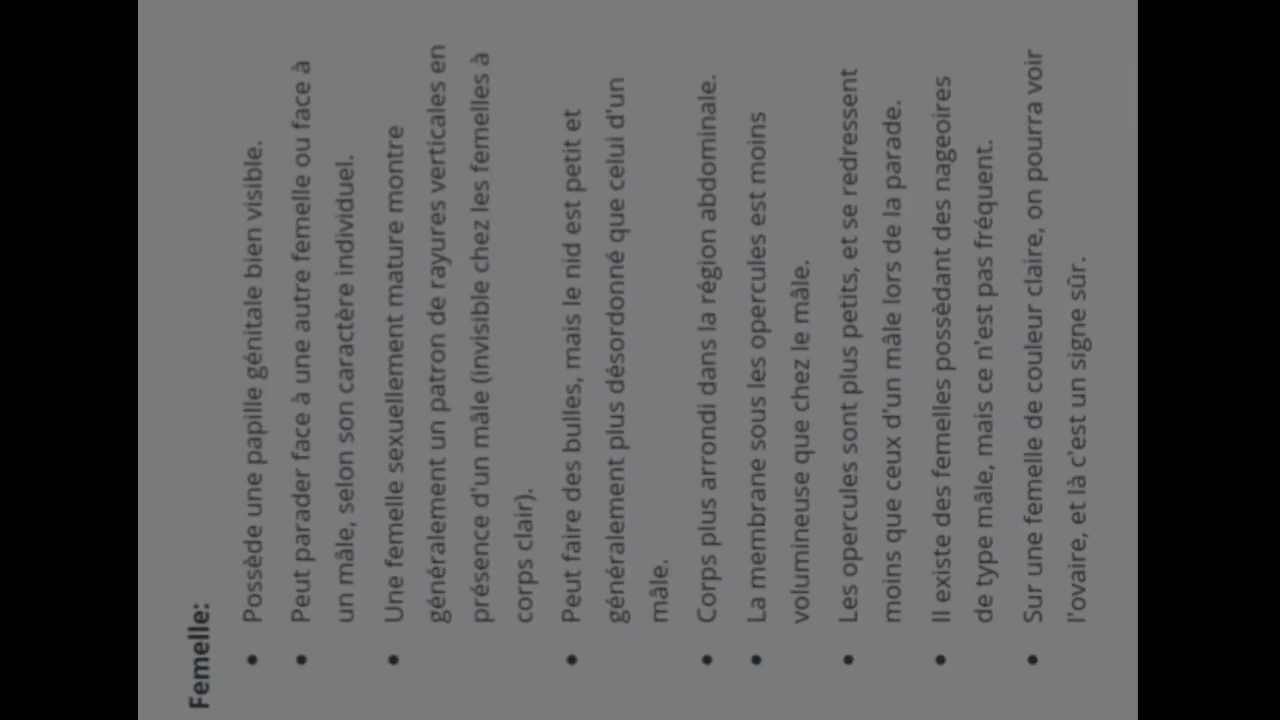 Femelle:
• Possède une papille génitale bien visible.
• Peut parader face à une autre femelle ou face à
un mâle, selon son caractère individuel.
• Une femelle sexuellement mature montre
généralement un patron de rayures verticales en
présence d'un mâle (invisible chez les femelles à
corps clair).
• Peut faire des bulles, mais le nid est petit et
généralement plus désordonné que celui d'un
mâle.
• Corps plus arrondi dans la région abdominale.
• La membrane sous les opercules est moins
volumineuse que chez le mâle.
• Les opercules sont plus petits, et se redressent
moins que ceux d'un mâle lors de la parade.
• Il existe des femelles possèdant des nageoires
de type mâle, mais ce n'est pas fréquent.
• Sur une femelle de couleur claire, on pourra voir
l'ovaire, et là c'est un signe sûr.